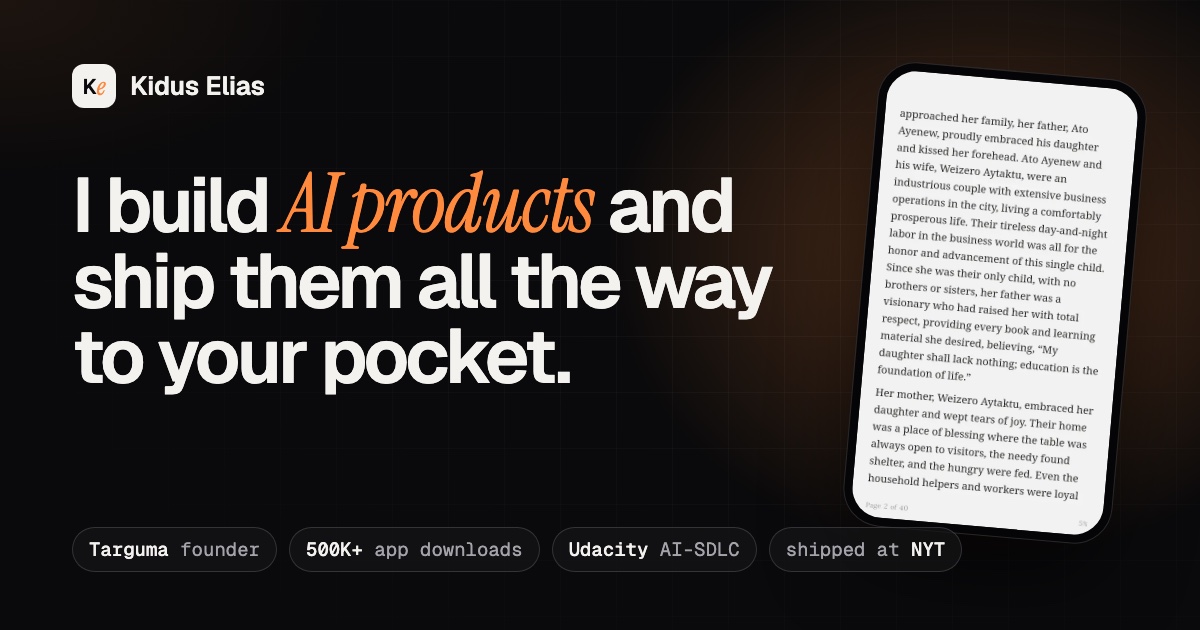 Ke Kidus Elias
I build AI products and
ship them all the way
to your pocket.
approached her family, her father, Ato
Ayenew, proudly embraced his daughter
and kissed her forehead. Ato Ayenew and
his wife, Weizero Aytaktu, were an
industrious couple with extensive business
operations in the city, living a comfortably
prosperous life. Their tireless day-and-night
labor in the business world was all for the
honor and advancement of this single child.
Since she was their only child, with no
brothers or sisters, her father was a
visionary who had raised her with total
respect, providing every book and learning
material she desired, believing, “My
daughter shall lack nothing; education is the
foundation of life.”
Her mother, Weizero Aytaktu, embraced her
daughter and wept tears of joy. Their home
was a place of blessing where the table was
always open to visitors, the needy found
shelter, and the hungry were fed. Even the
household helpers and workers were loyal
Page 2 of 40
Targuma founder
500K+ app downloads
Udacity AI-SDLC
shipped at NYT